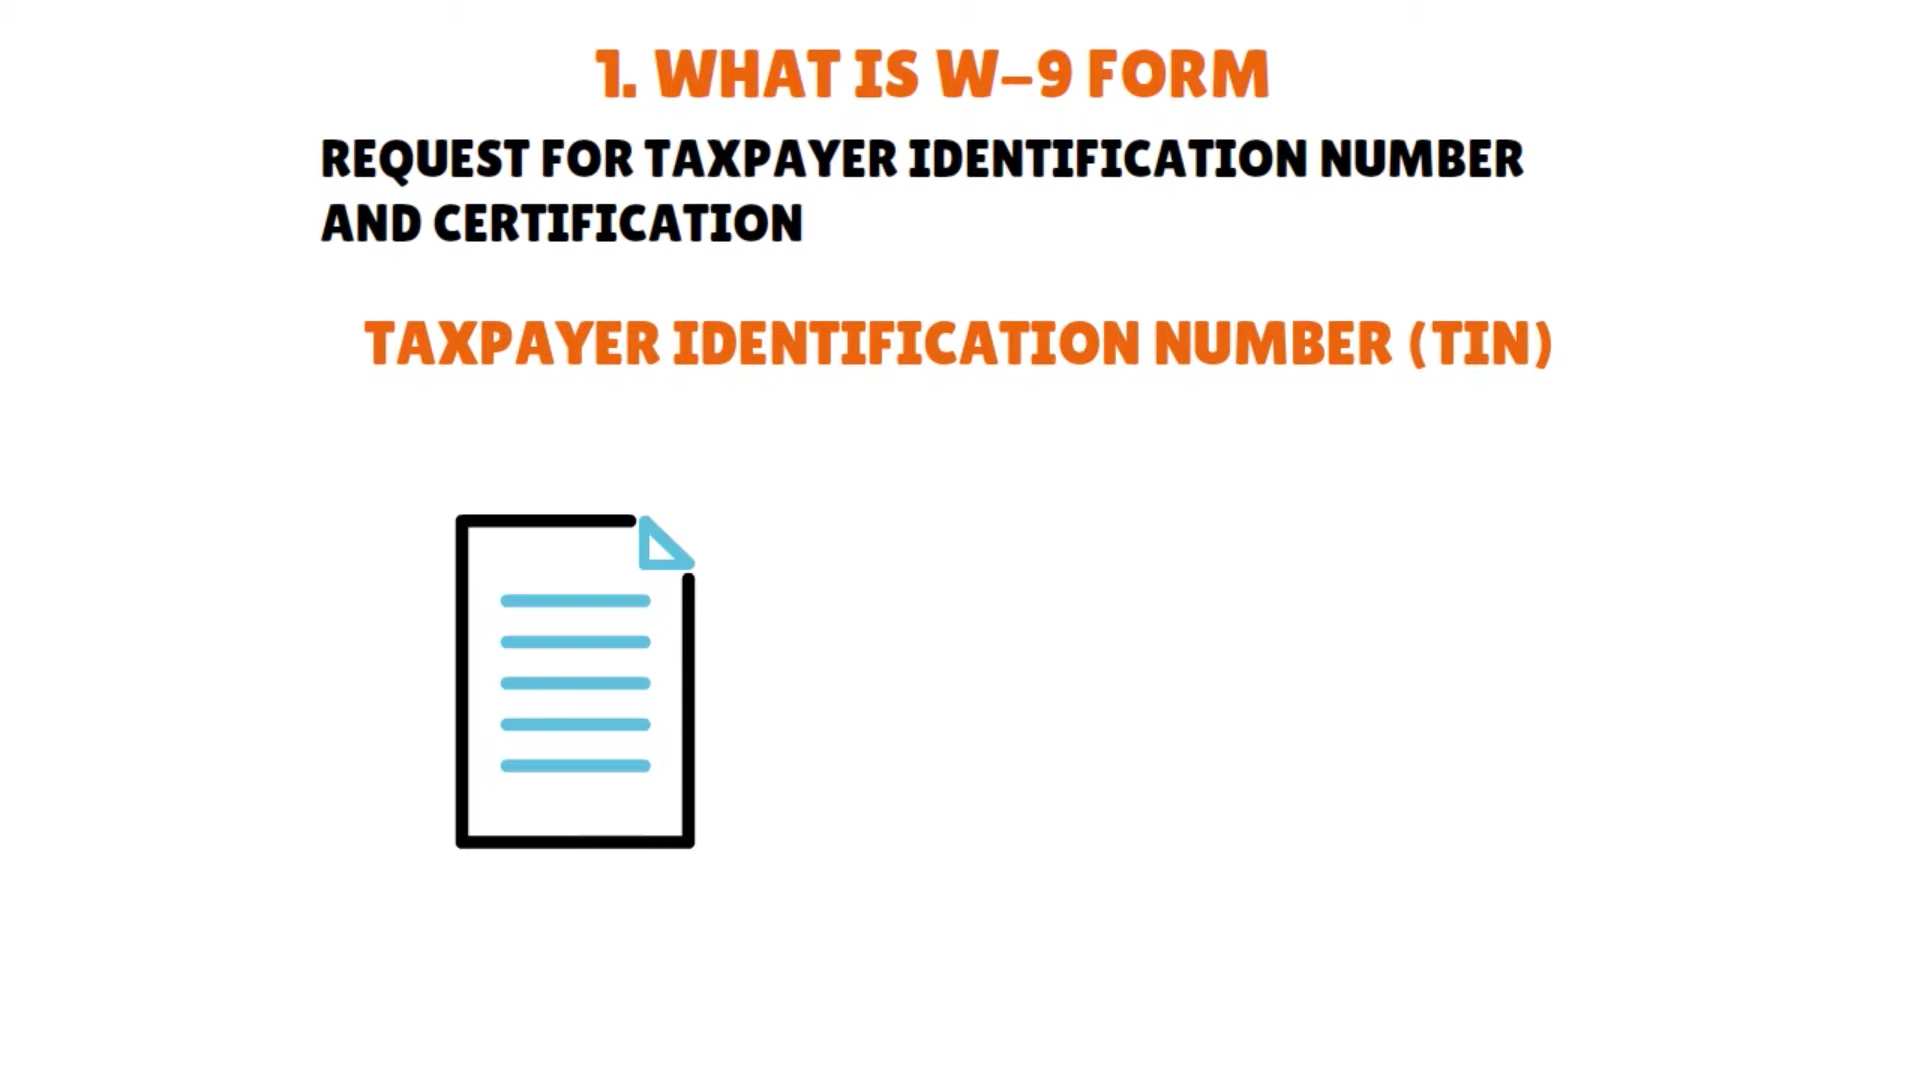 1. WHAT IS W-9 FORM
REQUEST FOR TAXPAYER IDENTIFICATION NUMBER
AND CERTIFICATION
TAXPAYER IDENTIFICATION NUMBER (TIN)